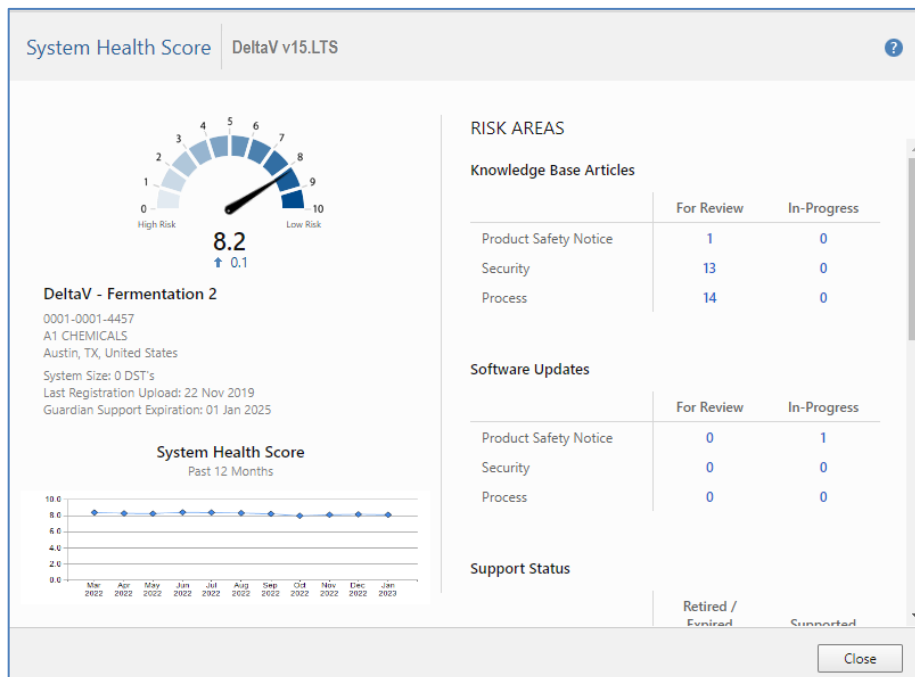 System Health Score DeltaV v15.LTS ?
0
1
2
3
4
5
6
7
8
9
10
High Risk Low Risk
8.2
0.1
DeltaV - Fermentation 2
0001-0001-4457
A1 CHEMICALS
Austin, TX, United States
System Size: 0 DST's
Last Registration Upload: 22 Nov 2019
Guardian Support Expiration: 01 Jan 2025
System Health Score
Past 12 Months
10.0
8.0
6.0
4.0
2.0
0.0
Mar Apr May Jun Jul Aug Sep Oct Nov Dec Jan
2022 2022 2022 2022 2022 2022 2022 2022 2022 2022 2023
RISK AREAS
Knowledge Base Articles
For Review In-Progress
Product Safety Notice 1 0
Security 13 0
Process 14 0
Software Updates
For Review In-Progress
Product Safety Notice 0 1
Security 0 0
Process 0 0
Support Status
Retired /
Expired Supported
Close